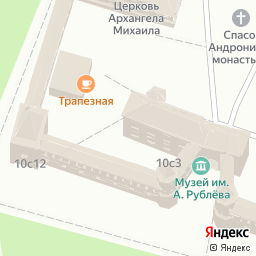 Церковь
Архангела
Михаила
Спасо
Андрони
монасты
Трапезная
10с12
10с3
Музей им.
А. Рублёва
Яндекс
© Яндекс